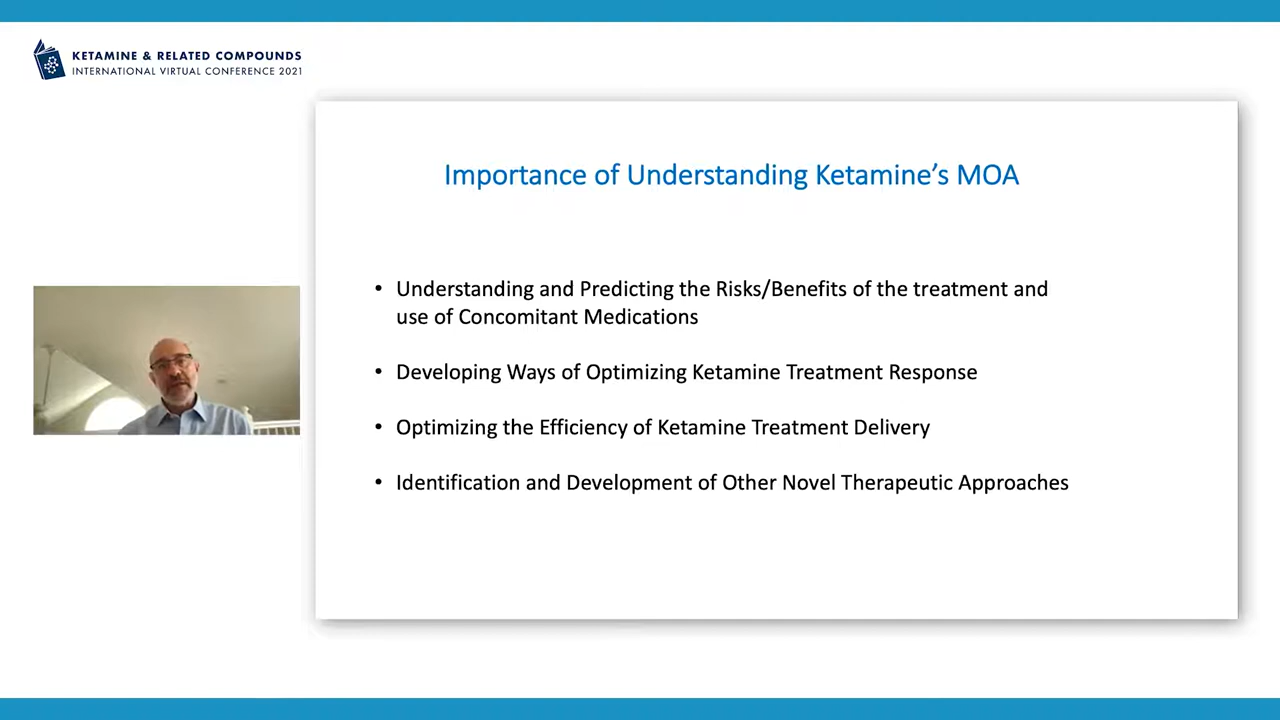 KETAMINE & RELATED COMPOUNDS
INTERNATIONAL VIRTUAL CONFERENCE 2021
Importance of Understanding Ketamine’s MOA
• Understanding and Predicting the Risks/Benefits of the treatment and
use of Concomitant Medications
• Developing Ways of Optimizing Ketamine Treatment Response
• Optimizing the Efficiency of Ketamine Treatment Delivery
• Identification and Development of Other Novel Therapeutic Approaches